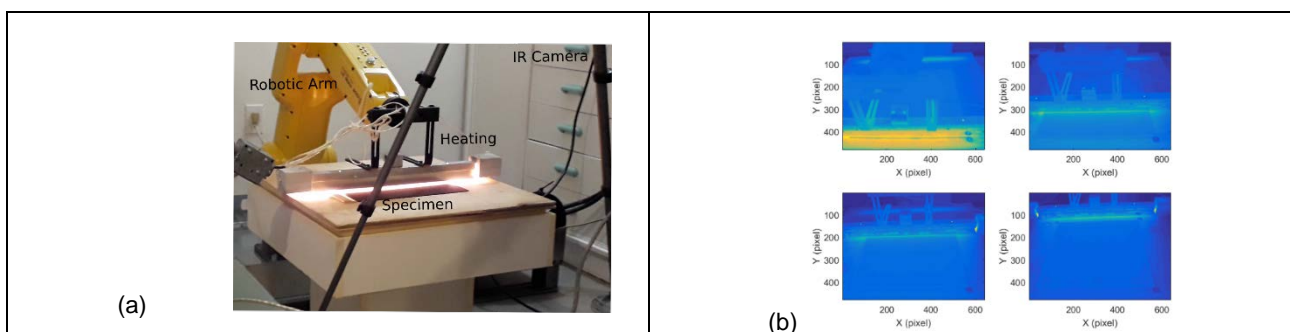 IR Camera
Robotic Arm
Heating
Specimen
(a)
100
200
300
400
Y (pixel)
200 400 600
X (pixel)
100
200
300
400
Y (pixel)
200 400 600
X (pixel)
100
200
300
400
Y (pixel)
200 400 600
X (pixel)
100
200
300
400
Y (pixel)
200 400 600
X (pixel)
(b)